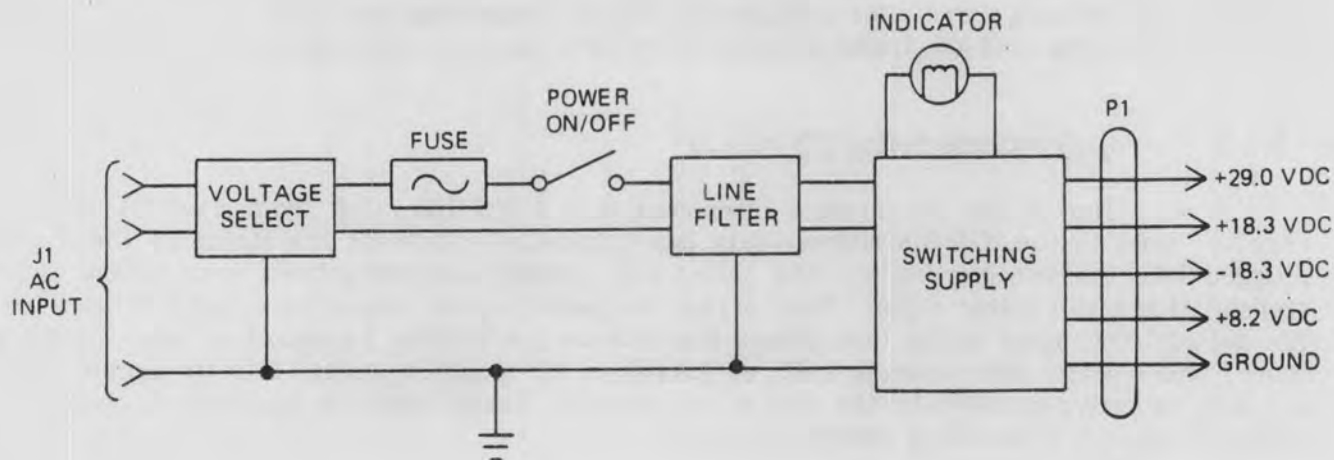 INDICATOR
POWER
ON/OFF
P1
FUSE
VOLTAGE
SELECT
LINE
FILTER
SWITCHING
SUPPLY
J1
AC
INPUT
+29.0 VDC
+18.3 VDC
-18.3 VDC
+8.2 VDC
GROUND